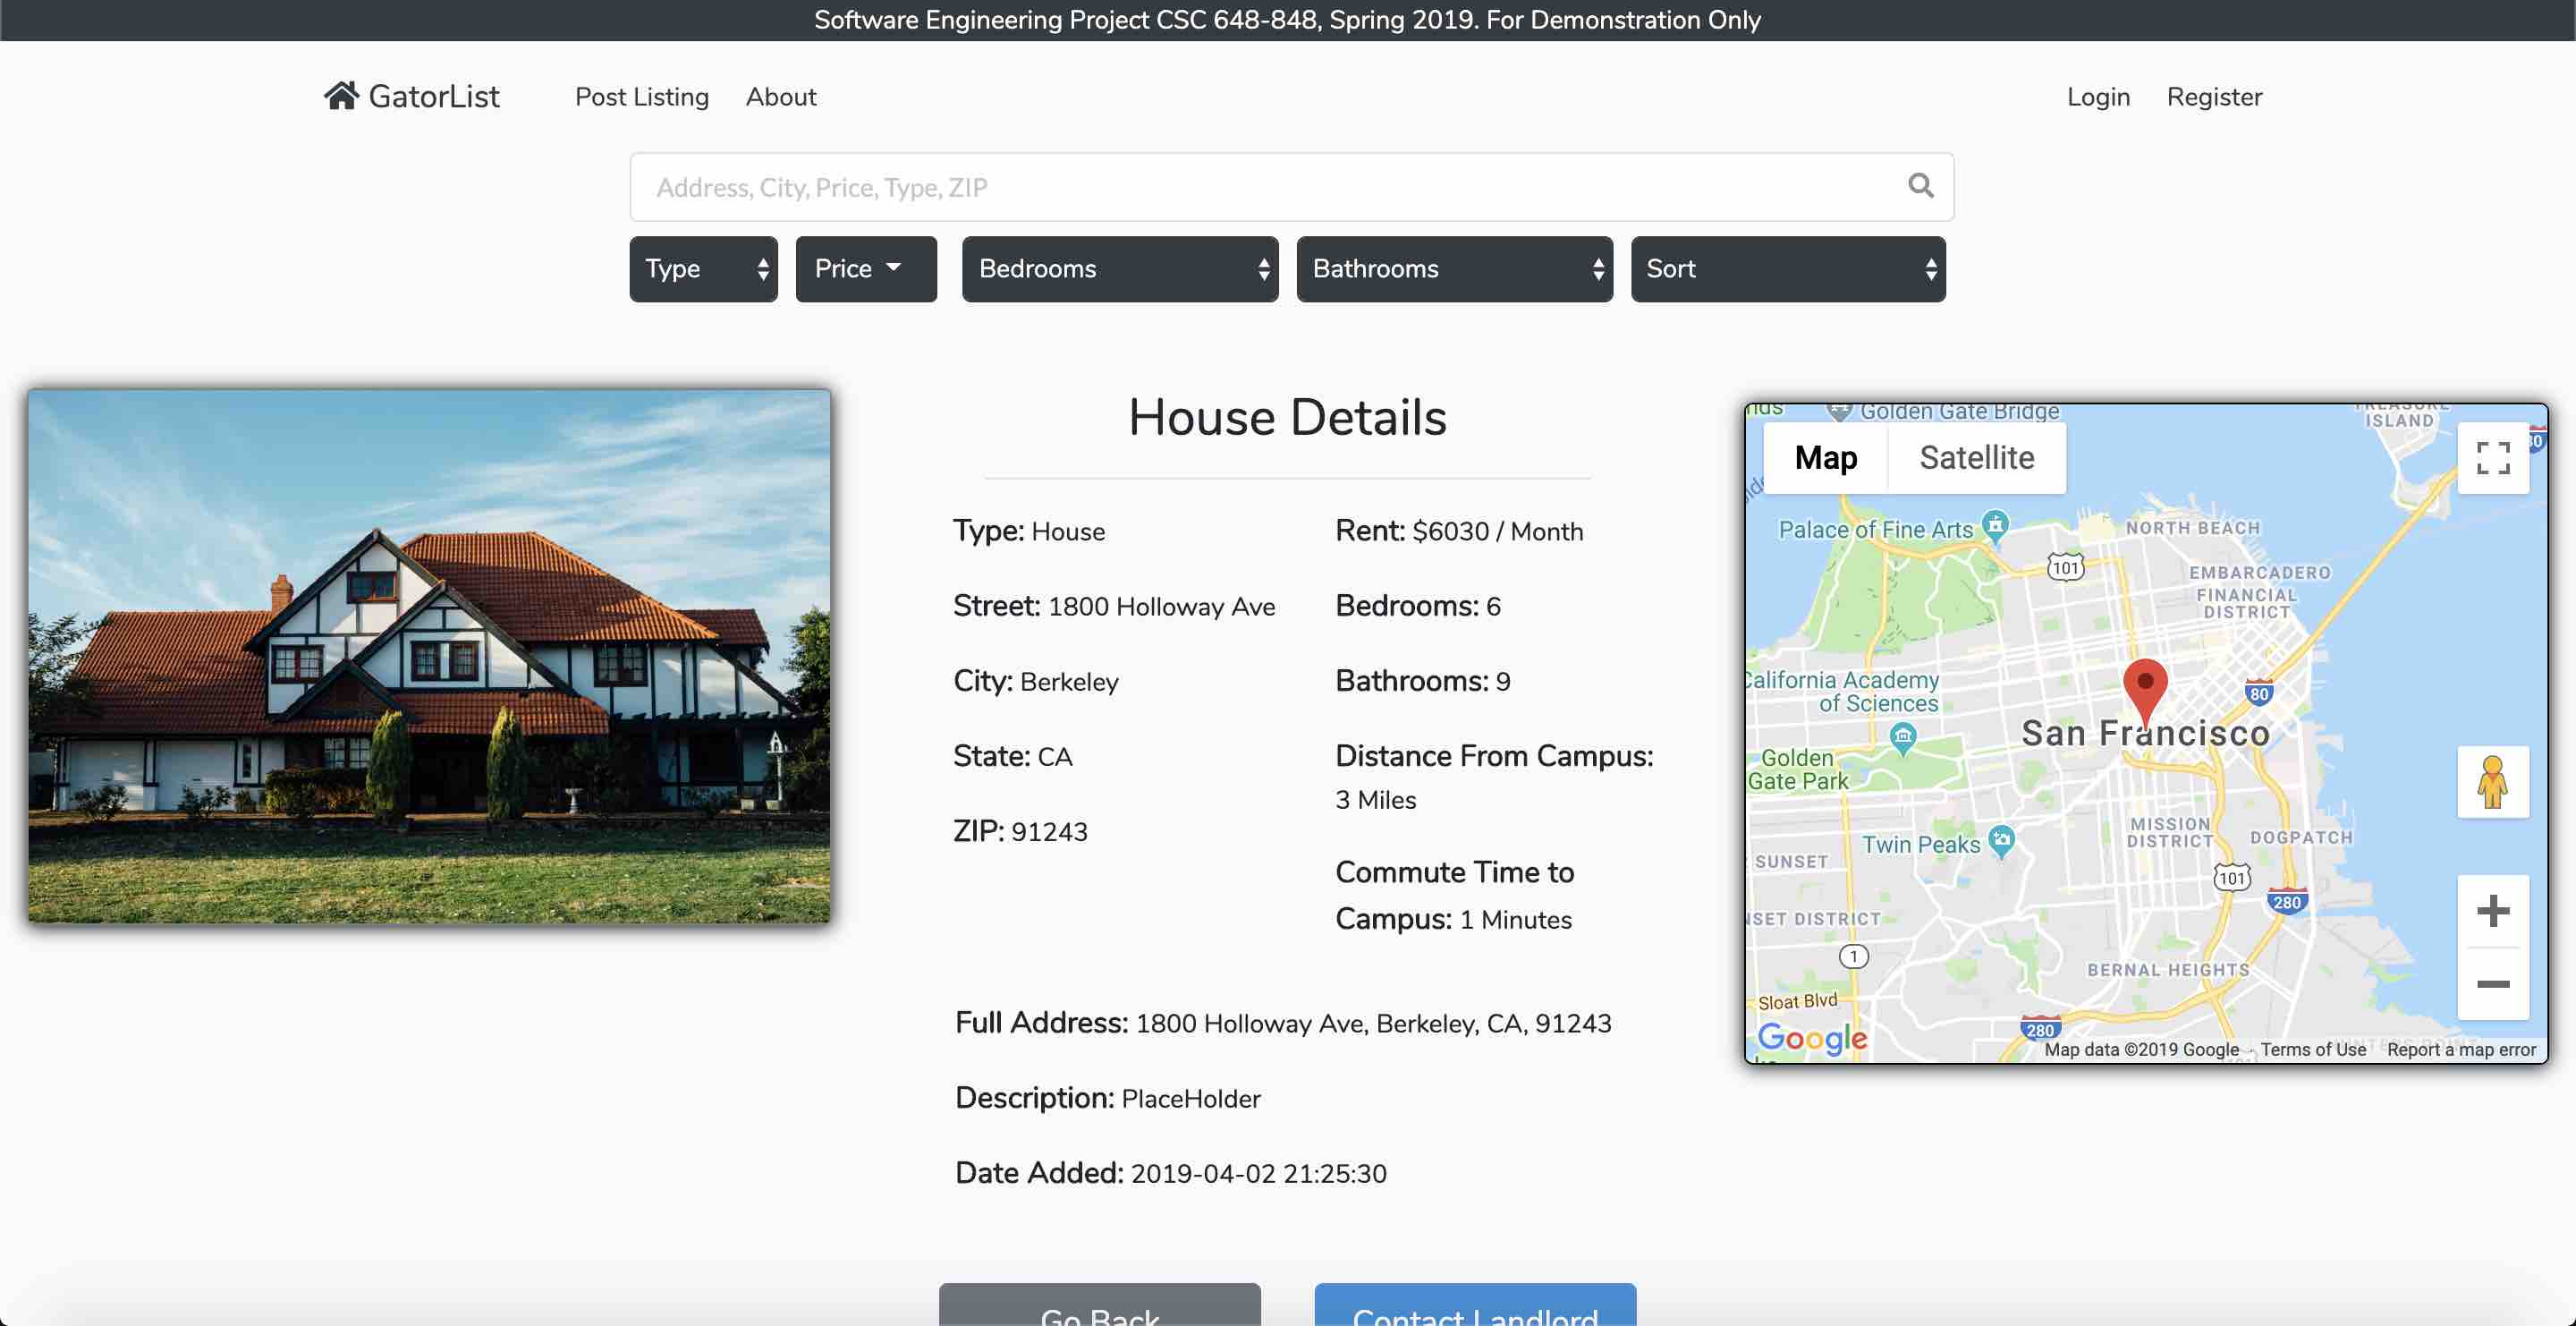 Software Engineering Project CSC 648-848, Spring 2019. For Demonstration Only
GatorList
Post Listing
About
Login
Register
Address, City, Price, Type, ZIP
Type
Price
Bedrooms
Bathrooms
Sort
House Details
Type: House
Street: 1800 Holloway Ave
City: Berkeley
State: CA
ZIP: 91243
Rent: $6030 / Month
Bedrooms: 6
Bathrooms: 9
Distance From Campus:
3 Miles
Commute Time to
Campus: 1 Minutes
Full Address: 1800 Holloway Ave, Berkeley, CA, 91243
Description: PlaceHolder
Date Added: 2019-04-02 21:25:30
Go Back
Contact Landlord
Golden Gate Bridge
TREASURE
ISLAND
Map
Satellite
80
Palace of Fine Arts
NORTH BEACH
101
EMBARCADERO
FINANCIAL
DISTRICT
California Academy
of Sciences
80
San Francisco
Golden
Gate Park
MISSION
DISTRICT
DOGPATCH
Twin Peaks
SUNSET
101
280
NSET DISTRICT
1
BERNAL HEIGHTS
Sloat Blvd
280
Google
Map data ©2019 Google
Terms of Use
Report a map error